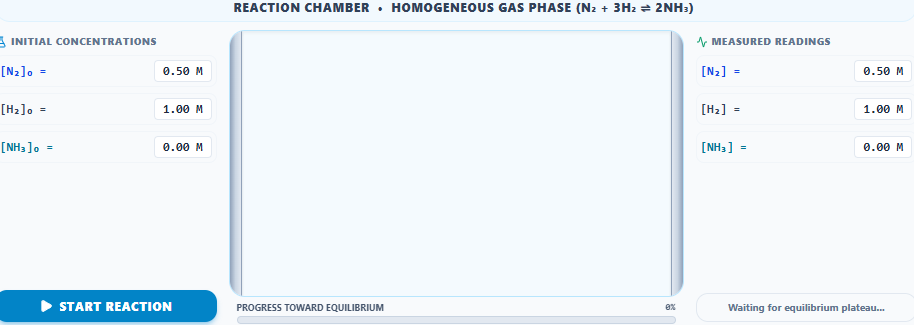 REACTION CHAMBER • HOMOGENEOUS GAS PHASE (N₂ + 3H₂ ⇌ 2NH₃)
INITIAL CONCENTRATIONS
[N₂]₀ = 0.50 M
[H₂]₀ = 1.00 M
[NH₃]₀ = 0.00 M
START REACTION
PROGRESS TOWARD EQUILIBRIUM 0%
MEASURED READINGS
[N₂] = 0.50 M
[H₂] = 1.00 M
[NH₃] = 0.00 M
Waiting for equilibrium plateau...